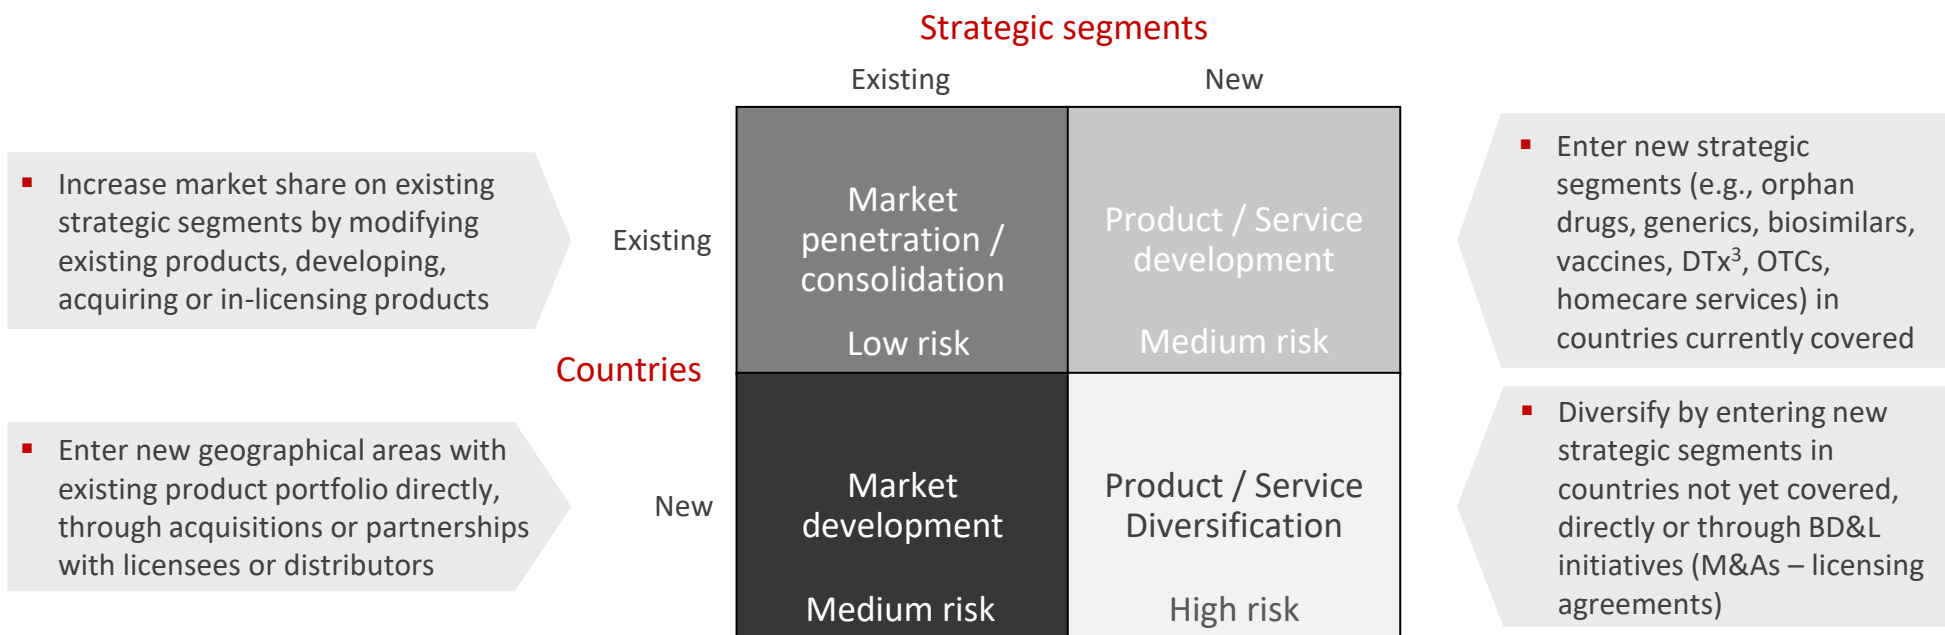 Strategic segments
Existing
New
▪ Increase market share on existing
strategic segments by modifying
existing products, developing,
acquiring or in-licensing products
Existing
Market
penetration /
consolidation
Low risk
Product / Service
development
Medium risk
▪ Enter new strategic
segments (e.g., orphan
drugs, generics, biosimilars,
vaccines, DTx³, OTCs,
homecare services) in
countries currently covered
Countries
▪ Enter new geographical areas with
existing product portfolio directly,
through acquisitions or partnerships
with licensees or distributors
New
Market
development
Medium risk
Product / Service
Diversification
High risk
▪ Diversify by entering new
strategic segments in
countries not yet covered,
directly or through BD&L
initiatives (M&As – licensing
agreements)